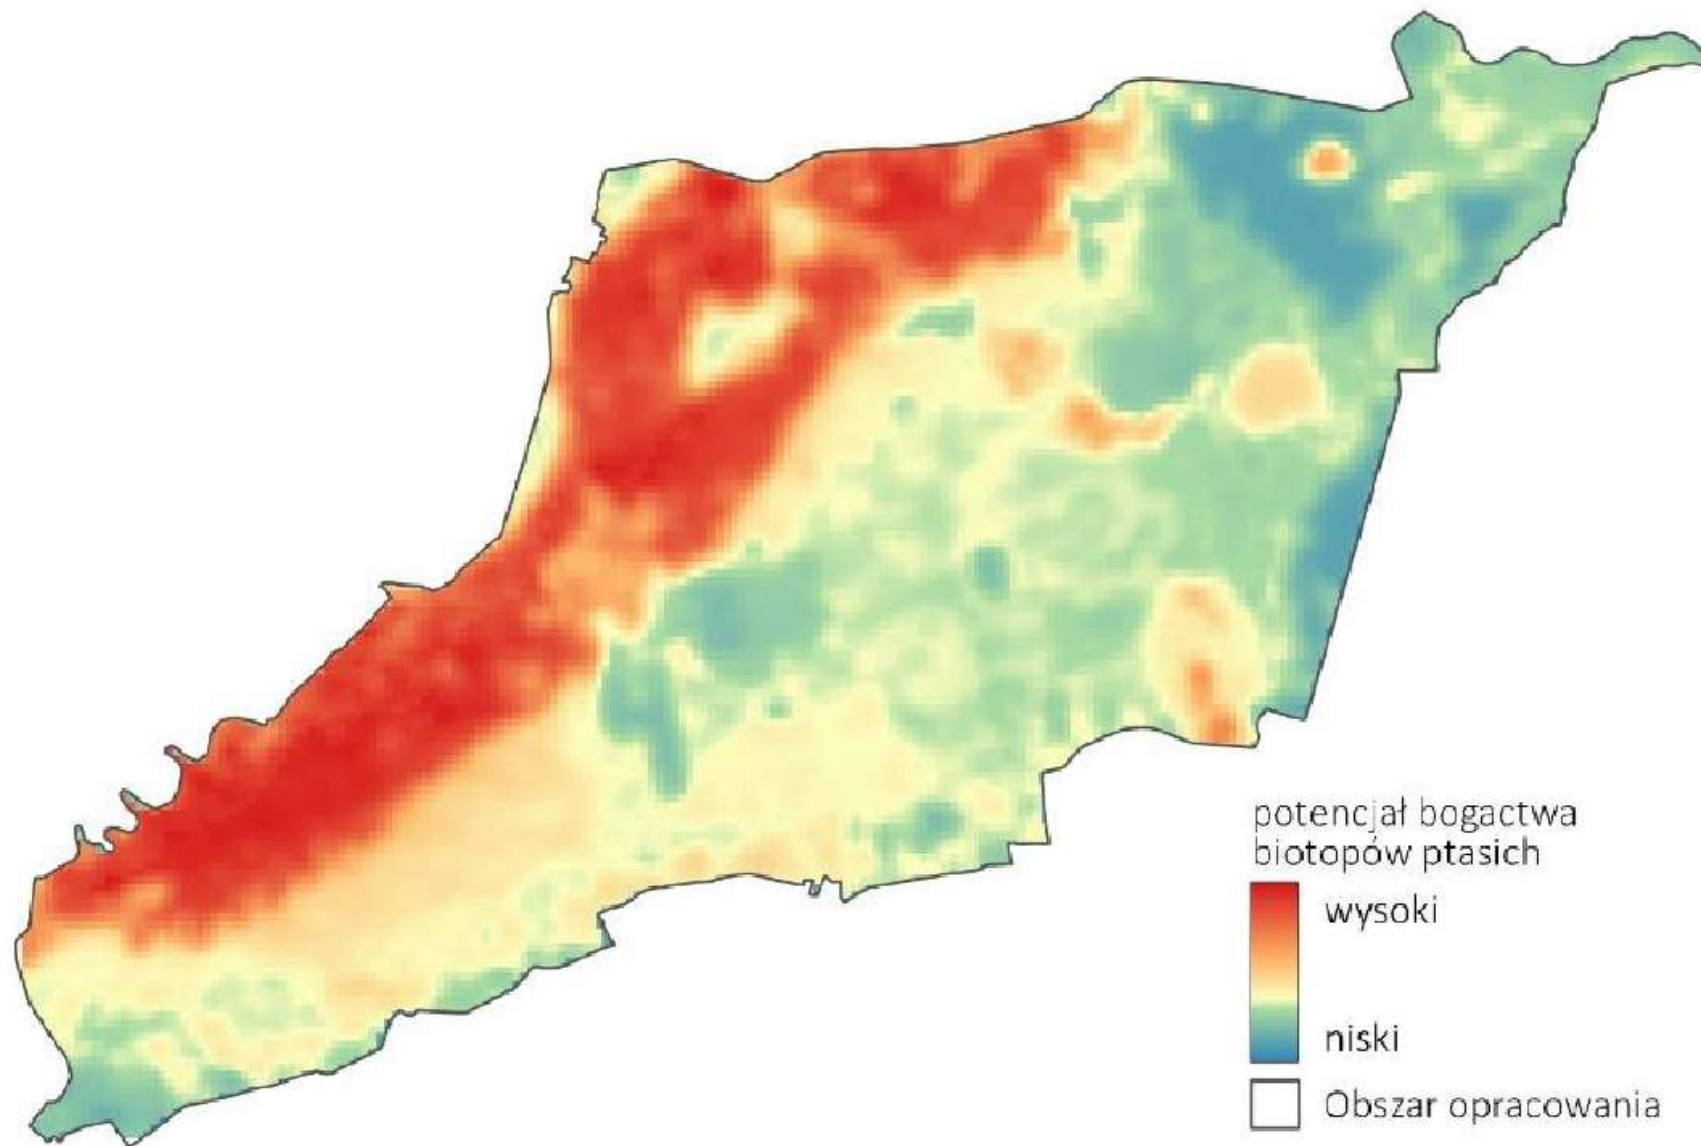 potencjał bogactwa
biotopów ptasich
wysoki
niski
Obszar opracowania